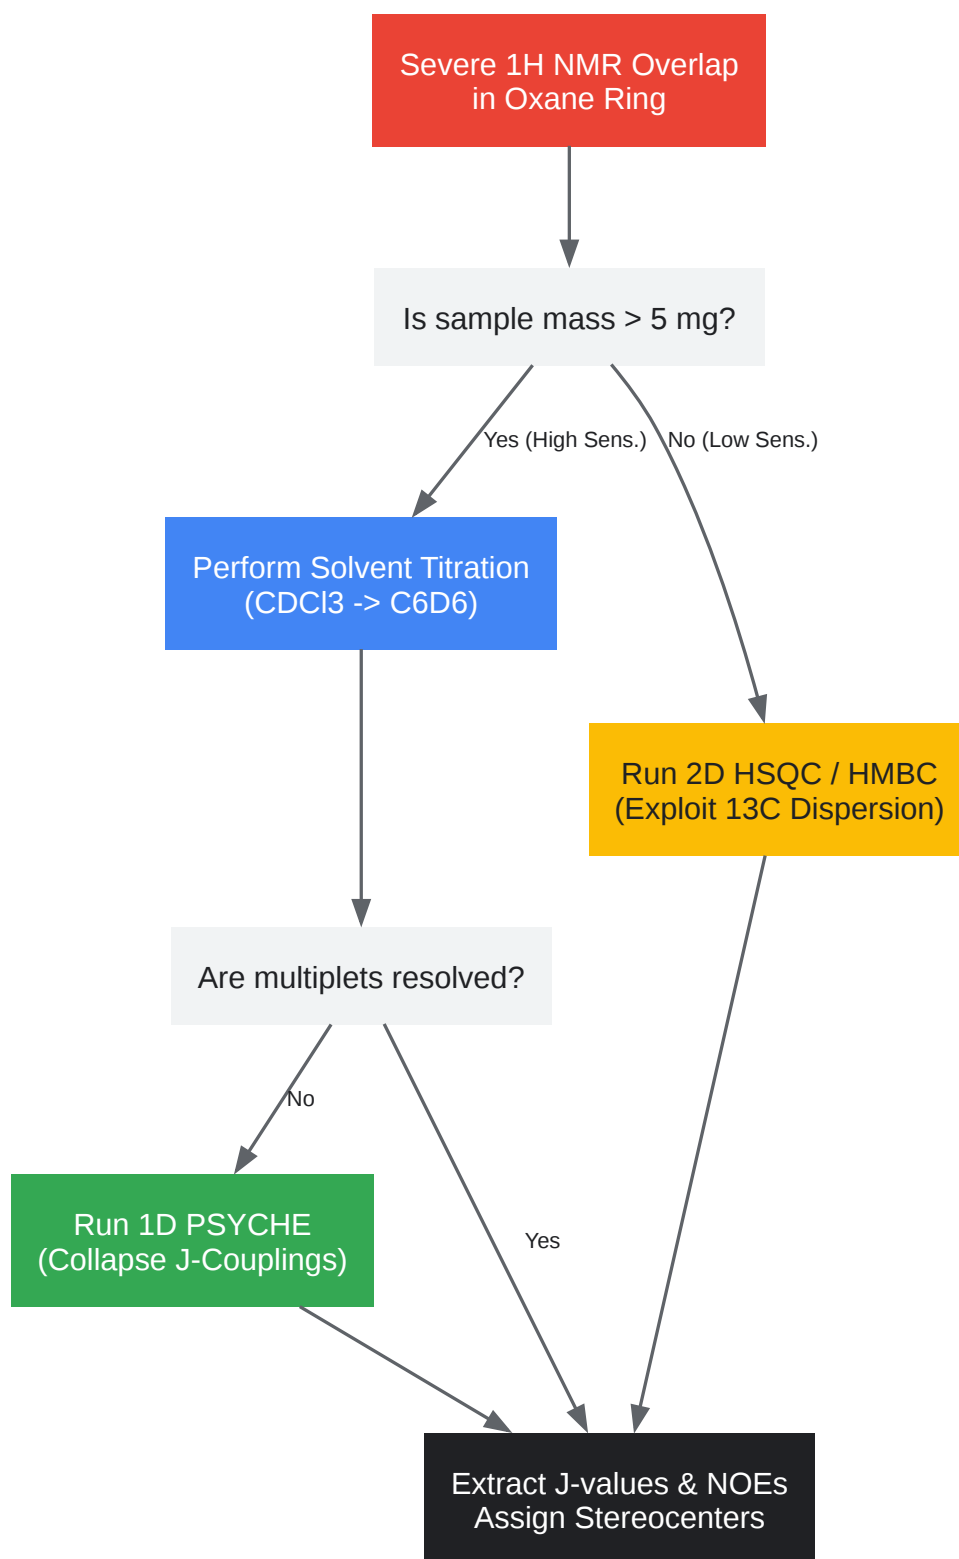 Severe 1H NMR Overlap
in Oxane Ring
Is sample mass > 5 mg?
Yes (High Sens.)
No (Low Sens.)
Perform Solvent Titration
(CDCl3 -> C6D6)
Run 2D HSQC / HMBC
(Exploit 13C Dispersion)
Are multiplets resolved?
No
Yes
Run 1D PSYCHE
(Collapse J-Couplings)
Extract J-values & NOEs
Assign Stereocenters